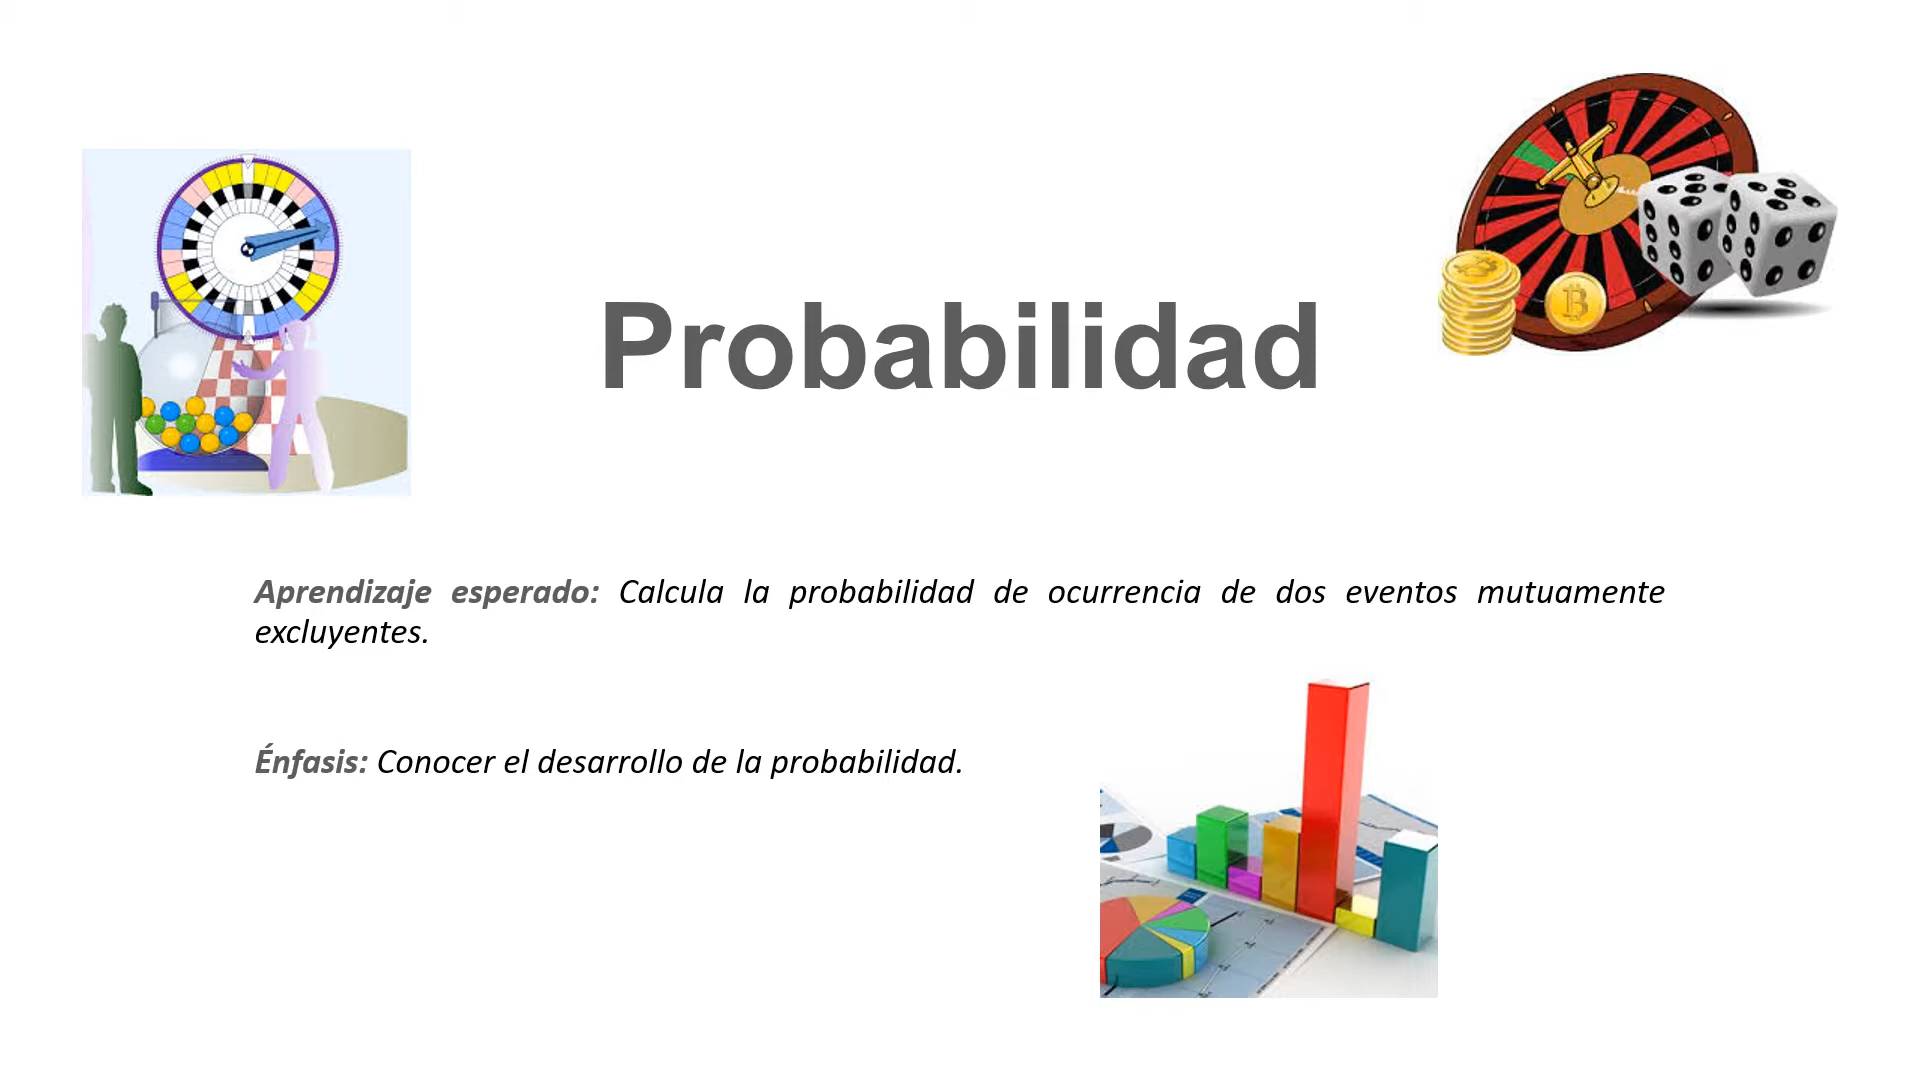 Probabilidad
Aprendizaje esperado: Calcula la probabilidad de ocurrencia de dos eventos mutuamente
excluyentes.
Énfasis: Conocer el desarrollo de la probabilidad.